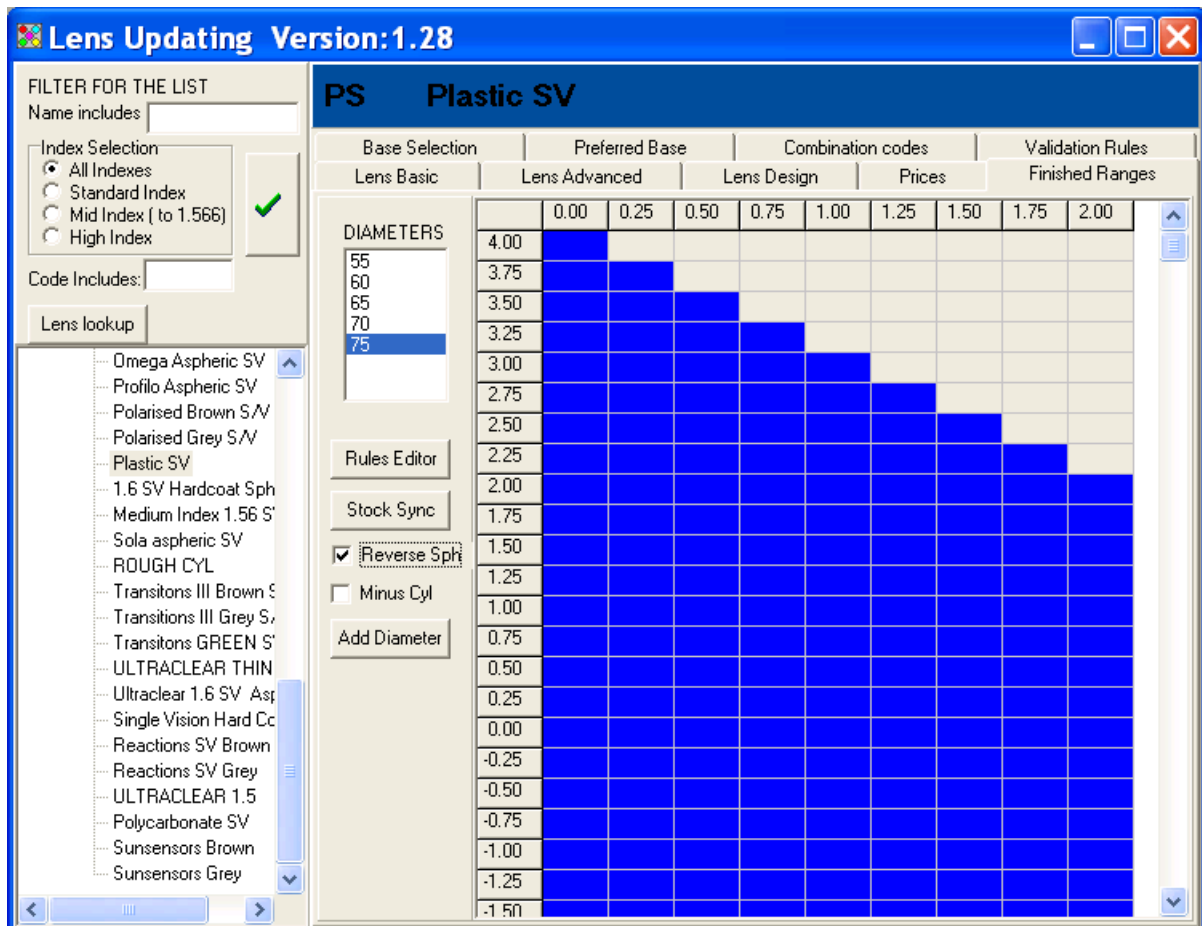 Lens Updating Version:1.28
FILTER FOR THE LIST
Name includes
Index Selection
All Indexes
Standard Index
Mid Index ( to 1.566)
High Index
Code Includes:
Lens lookup
Omega Aspheric SV
Profilo Aspheric SV
Polarised Brown S/V
Polarised Grey S/V
Plastic SV
1.6 SV Hardcoat Sph
Medium Index 1.56 S
Sola aspheric SV
ROUGH CYL
Transitons III Brown S
Transitions III Grey S/
Transitons GREEN S
ULTRACLEAR THIN
Ultraclear 1.6 SV Asp
Single Vision Hard Co
Reactions SV Brown
Reactions SV Grey
ULTRACLEAR 1.5
Polycarbonate SV
Sunsensors Brown
Sunsensors Grey
PS Plastic SV
Base Selection Preferred Base Combination codes Validation Rules
Lens Basic Lens Advanced Lens Design Prices Finished Ranges
DIAMETERS
55
60
65
70
75
Rules Editor
Stock Sync
Reverse Sph
Minus Cyl
Add Diameter
0.00 0.25 0.50 0.75 1.00 1.25 1.50 1.75 2.00
4.00
3.75
3.50
3.25
3.00
2.75
2.50
2.25
2.00
1.75
1.50
1.25
1.00
0.75
0.50
0.25
0.00
-0.25
-0.50
-0.75
-1.00
-1.25
-1.50